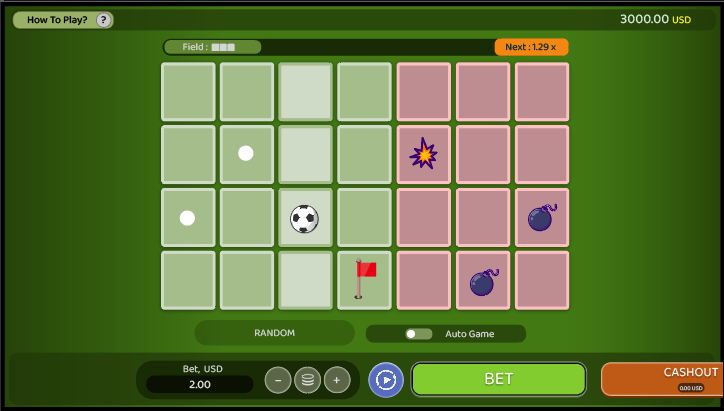 How To Play? ?
3000.00 USD
Field :
Next : 1.29 x
RANDOM
Auto Game
Bet, USD
2.00
− +
BET
CASHOUT
0.00 USD